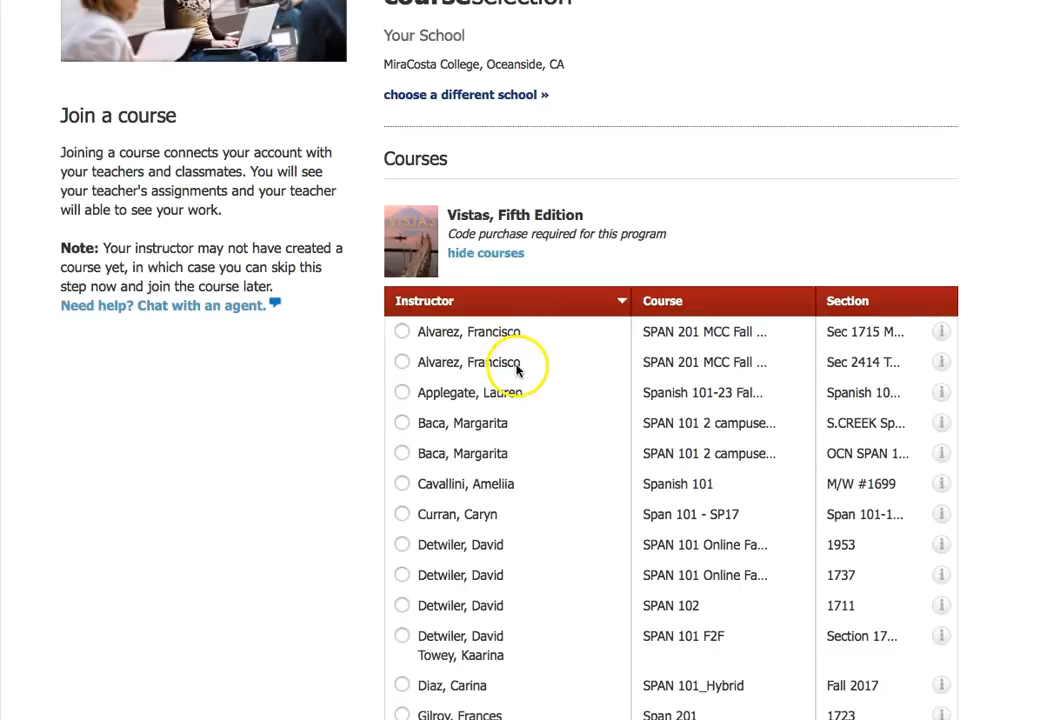 courseselection
Your School
MiraCosta College, Oceanside, CA
choose a different school »
Join a course
Joining a course connects your account with
your teachers and classmates. You will see
your teacher's assignments and your teacher
will able to see your work.
Note: Your instructor may not have created a
course yet, in which case you can skip this
step now and join the course later.
Need help? Chat with an agent.
Courses
VISTAS
Vistas, Fifth Edition
Code purchase required for this program
hide courses
Instructor Course Section
Alvarez, Francisco SPAN 201 MCC Fall ... Sec 1715 M...
Alvarez, Francisco SPAN 201 MCC Fall ... Sec 2414 T...
Applegate, Lauren Spanish 101-23 Fal... Spanish 10...
Baca, Margarita SPAN 101 2 campuse... S.CREEK Sp...
Baca, Margarita SPAN 101 2 campuse... OCN SPAN 1...
Cavallini, Ameliia Spanish 101 M/W #1699
Curran, Caryn Span 101 - SP17 Span 101-1...
Detwiler, David SPAN 101 Online Fa... 1953
Detwiler, David SPAN 101 Online Fa... 1737
Detwiler, David SPAN 102 1711
Detwiler, David SPAN 101 F2F Section 17...
Towey, Kaarina
Diaz, Carina SPAN 101_Hybrid Fall 2017
Gilroy, Frances Span 201 1723